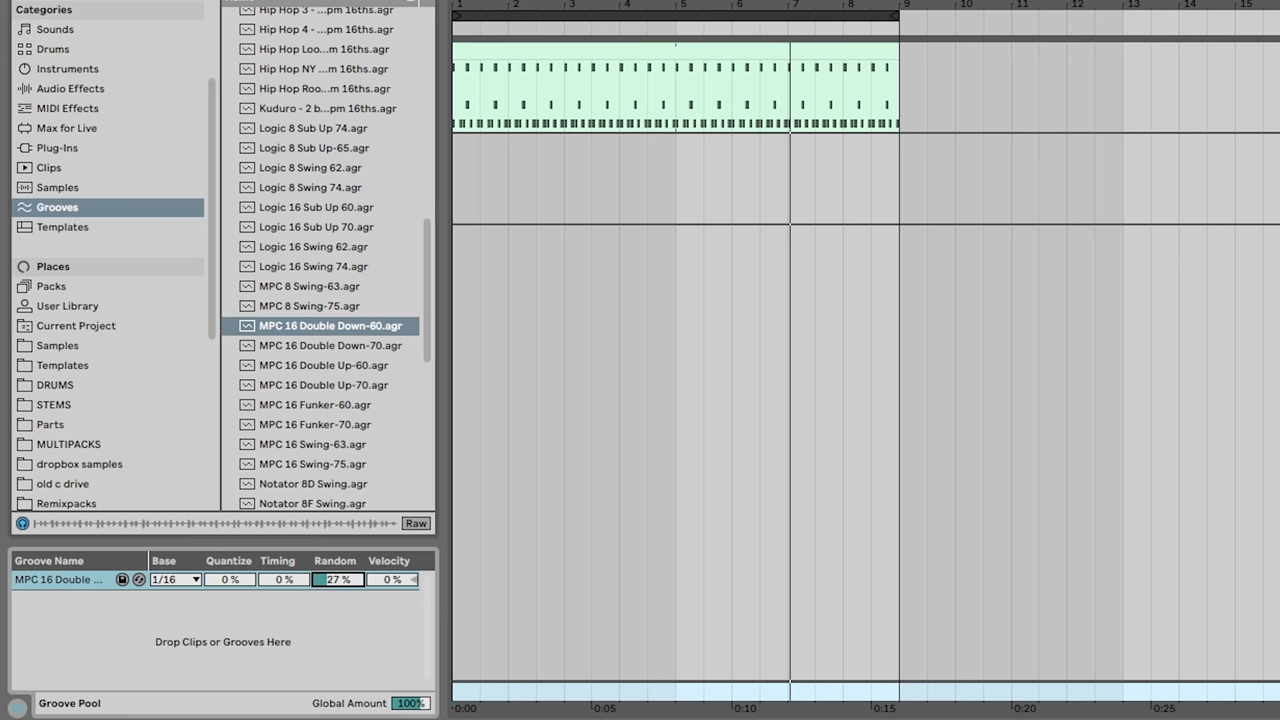 Categories
Sounds
Drums
Instruments
Audio Effects
MIDI Effects
Max for Live
Plug-Ins
Clips
Samples
Grooves
Templates
Places
Packs
User Library
Current Project
Samples
Templates
DRUMS
STEMS
Parts
MULTIPACKS
dropbox samples
old c drive
Remixpacks
Hip Hop 3 - ...pm 16ths.agr
Hip Hop 4 - ...pm 16ths.agr
Hip Hop Loo...m 16ths.agr
Hip Hop NY ...m 16ths.agr
Hip Hop Roo...m 16ths.agr
Kuduro - 2 b...pm 16ths.agr
Logic 8 Sub Up 74.agr
Logic 8 Sub Up-65.agr
Logic 8 Swing 62.agr
Logic 8 Swing 74.agr
Logic 16 Sub Up 60.agr
Logic 16 Sub Up 70.agr
Logic 16 Swing 62.agr
Logic 16 Swing 74.agr
MPC 8 Swing-63.agr
MPC 8 Swing-75.agr
MPC 16 Double Down-60.agr
MPC 16 Double Down-70.agr
MPC 16 Double Up-60.agr
MPC 16 Double Up-70.agr
MPC 16 Funker-60.agr
MPC 16 Funker-70.agr
MPC 16 Swing-63.agr
MPC 16 Swing-75.agr
Notator 8D Swing.agr
Notator 8F Swing.agr
Raw
Groove Name Base Quantize Timing Random Velocity
MPC 16 Double ... 1/16 0 % 0 % 27 % 0 %
Drop Clips or Grooves Here
Groove Pool Global Amount 100%
1 2 3 4 5 6 7 8 9 10 11 12 13 14 15
0:00 0:05 0:10 0:15 0:20 0:25